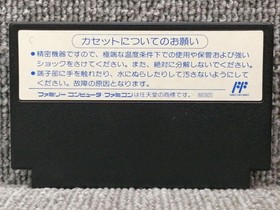 カセットについてのお願い
●精密機器ですので、極端な温度条件下での使用や保管および強い
ショックをさけてください。また、絶対に分解しないでください。
●端子部に手を触れたり、水にぬらしたりして汚さないようにして
ください。故障の原因となります。
ファミリー コンピュータ・ファミコンは任天堂の商標です。